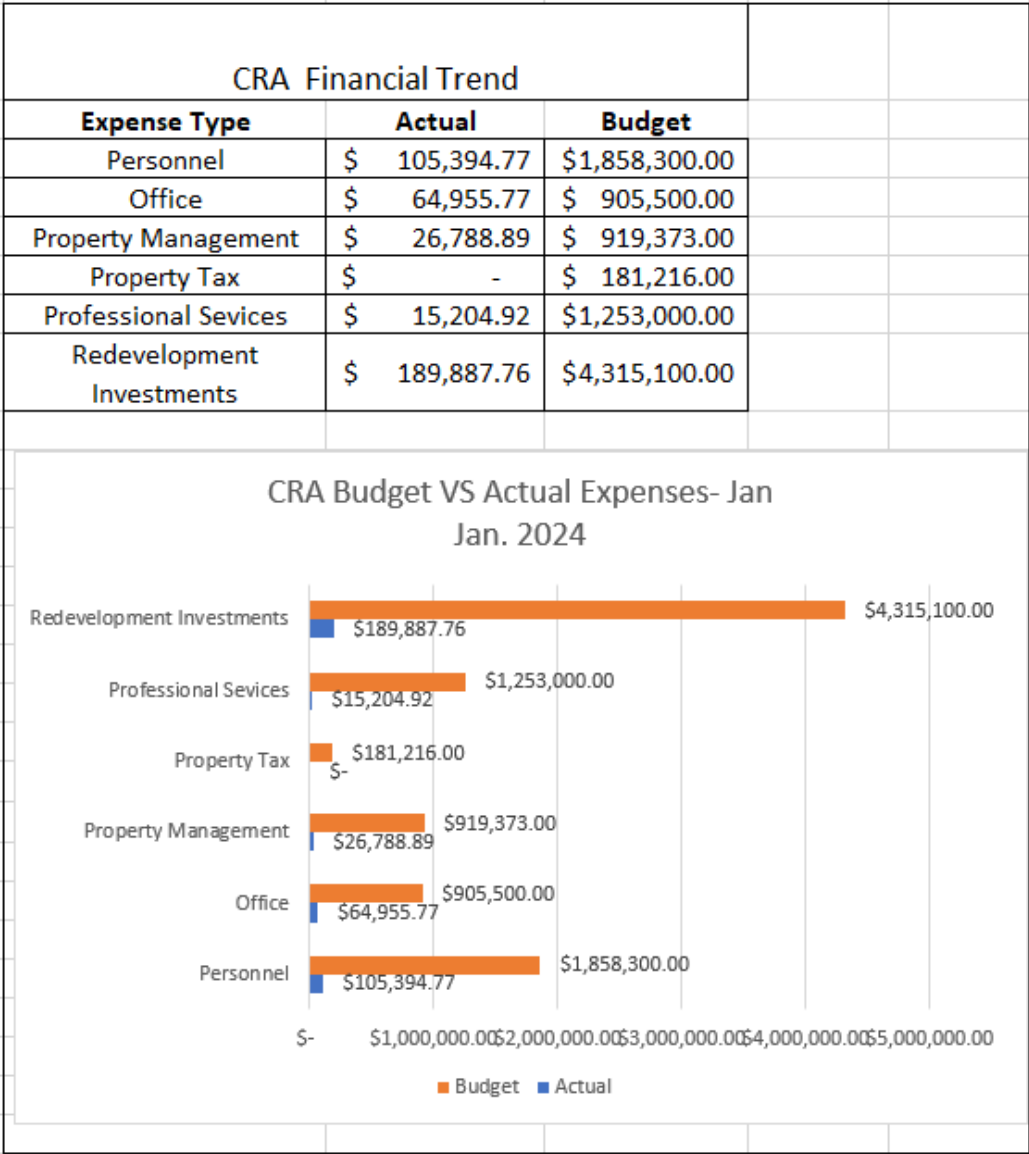 CRA  Financial Trend
Expense Type Actual Budget
Personnel $ 105,394.77 $1,858,300.00
Office $ 64,955.77 $ 905,500.00
Property Management $ 26,788.89 $ 919,373.00
Property Tax $ - $ 181,216.00
Professional Sevices $ 15,204.92 $1,253,000.00
Redevelopment
Investments $ 189,887.76 $4,315,100.00
CRA Budget VS Actual Expenses- Jan
Jan. 2024
Redevelopment Investments $4,315,100.00
$189,887.76
Professional Sevices $1,253,000.00
$15,204.92
Property Tax $181,216.00
$-
Property Management $919,373.00
$26,788.89
Office $905,500.00
$64,955.77
Personnel $1,858,300.00
$105,394.77
$- $1,000,000.00 $2,000,000.00 $3,000,000.00 $4,000,000.00 $5,000,000.00
Budget Actual